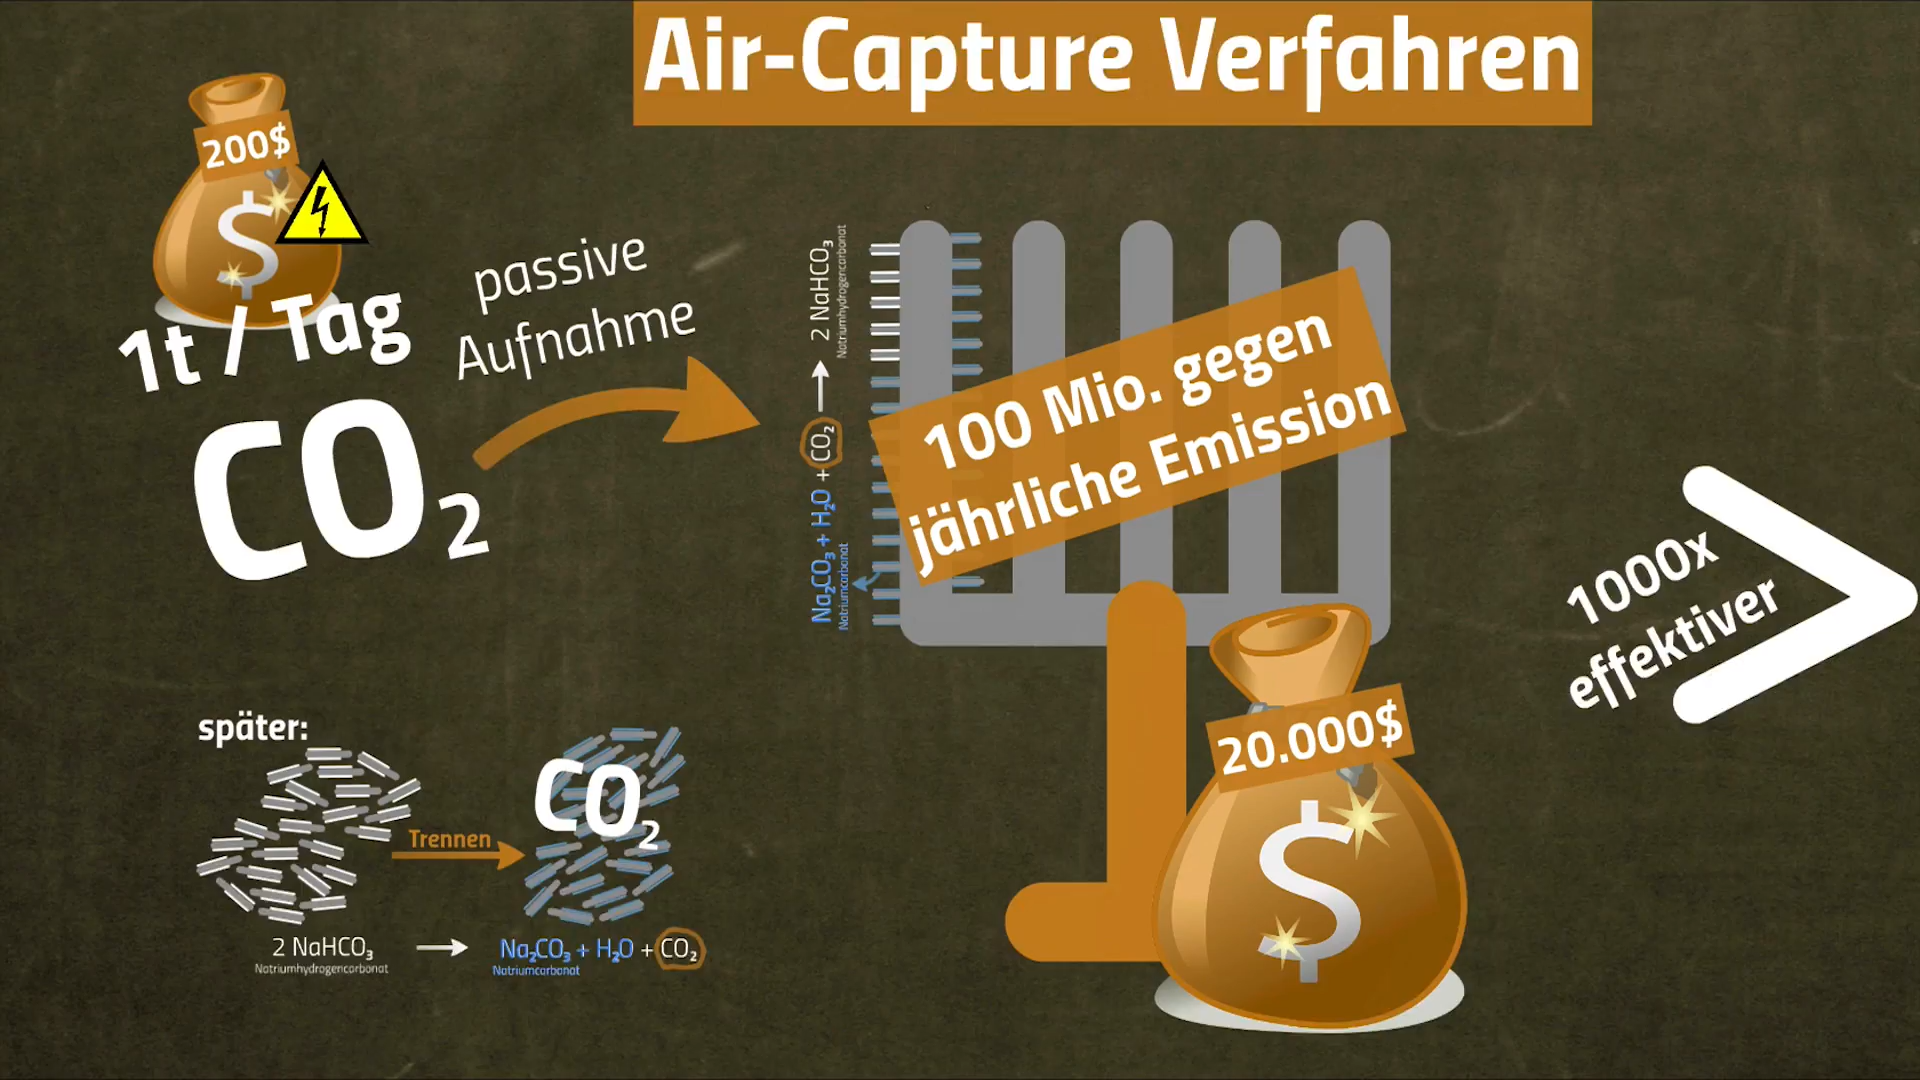 Air-Capture Verfahren
200$
$
1t / Tag
CO₂
passive
Aufnahme
Na₂CO₃ + H₂O + CO₂ → 2 NaHCO₃
Natriumcarbonat
Natriumhydrogencarbonat
100 Mio. gegen
jährliche Emission
1000x
effektiver
20.000$
$
später:
Trennen
CO₂
2 NaHCO₃ → Na₂CO₃ + H₂O + CO₂
Natriumhydrogencarbonat
Natriumcarbonat